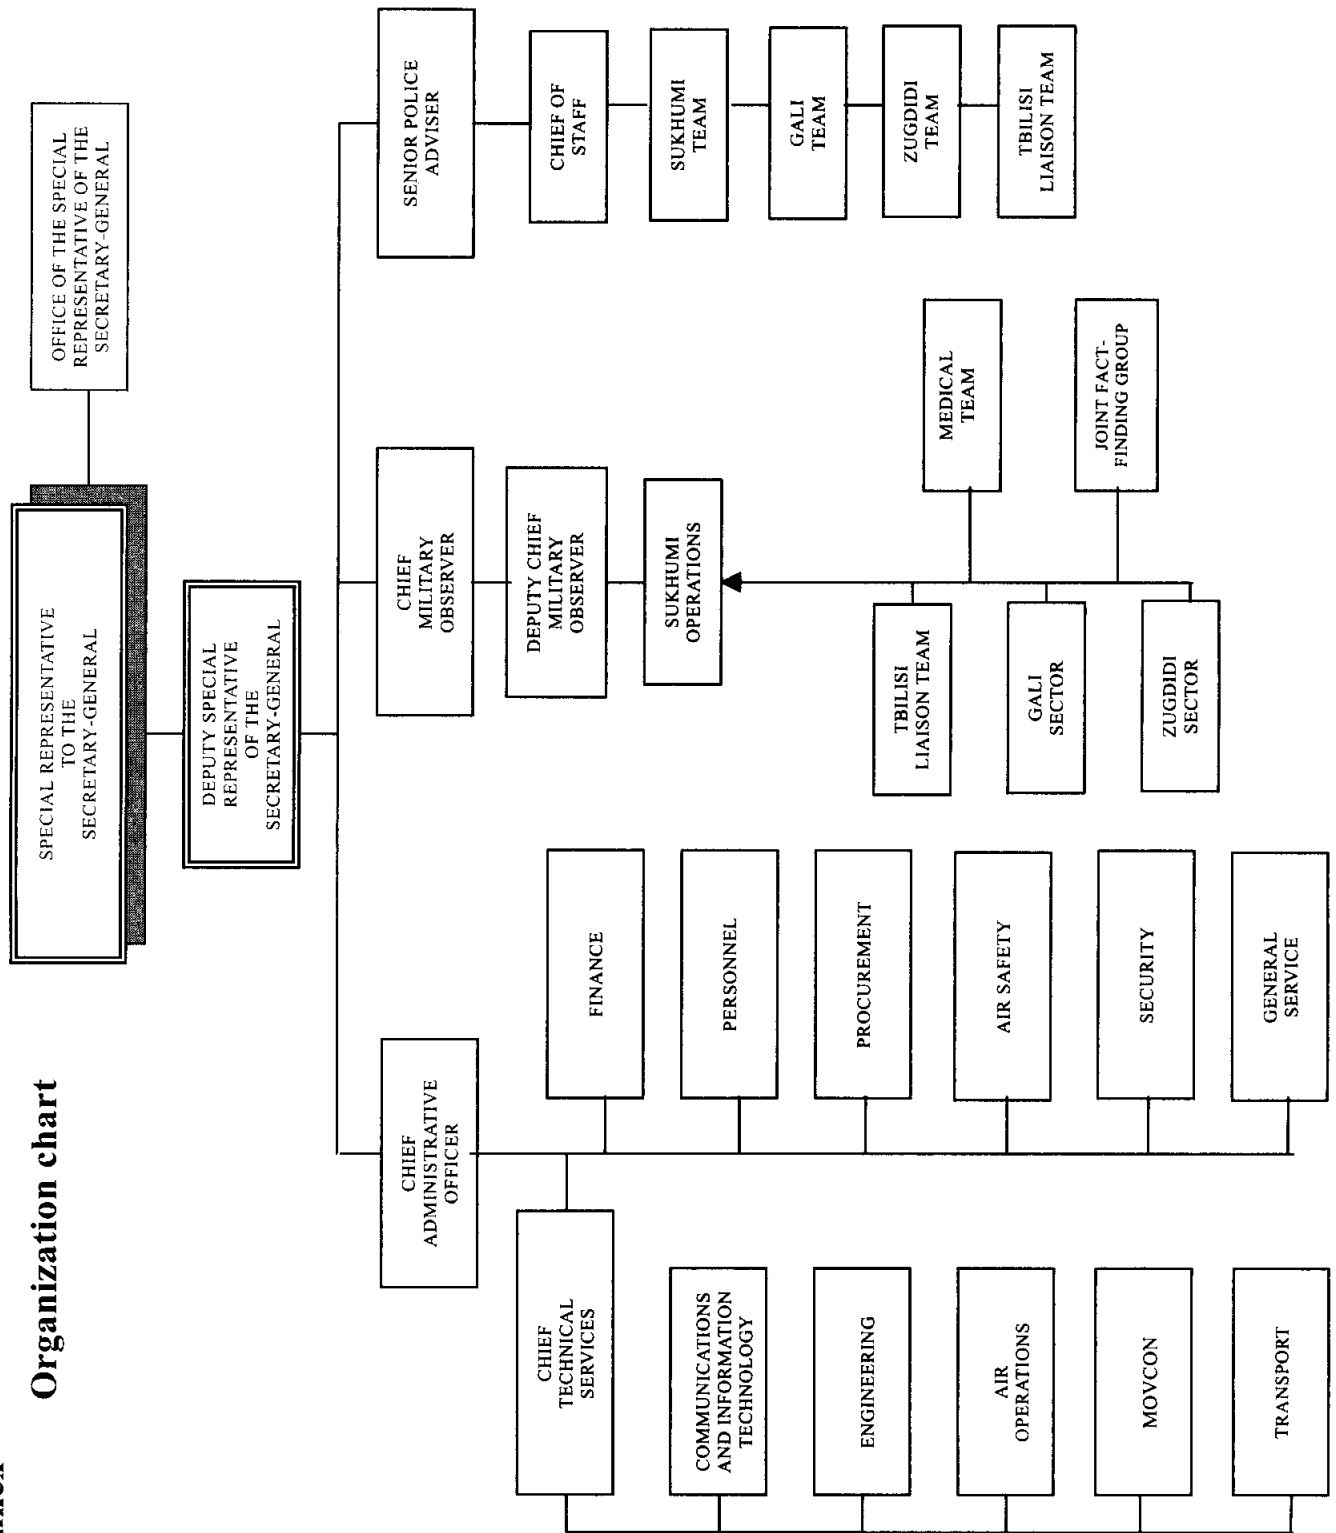 Organization chart
SPECIAL REPRESENTATIVE
TO THE
SECRETARY-GENERAL
OFFICE OF THE SPECIAL
REPRESENTATIVE OF THE
SECRETARY-GENERAL
DEPUTY SPECIAL
REPRESENTATIVE
OF THE
SECRETARY-GENERAL
CHIEF
ADMINISTRATIVE
OFFICER
CHIEF
MILITARY
OBSERVER
SENIOR POLICE
ADVISER
CHIEF
TECHNICAL
SERVICES
COMMUNICATIONS
AND INFORMATION
TECHNOLOGY
ENGINEERING
AIR
OPERATIONS
MOVCON
TRANSPORT
FINANCE
PERSONNEL
PROCUREMENT
AIR SAFETY
SECURITY
GENERAL
SERVICE
DEPUTY CHIEF
MILITARY
OBSERVER
SUKHUMI
OPERATIONS
TBILISI
LIAISON TEAM
GALI
SECTOR
ZUGDIDI
SECTOR
MEDICAL
TEAM
JOINT FACT-
FINDING GROUP
CHIEF OF
STAFF
SUKHUMI
TEAM
GALI
TEAM
ZUGDIDI
TEAM
TBILISI
LIAISON TEAM